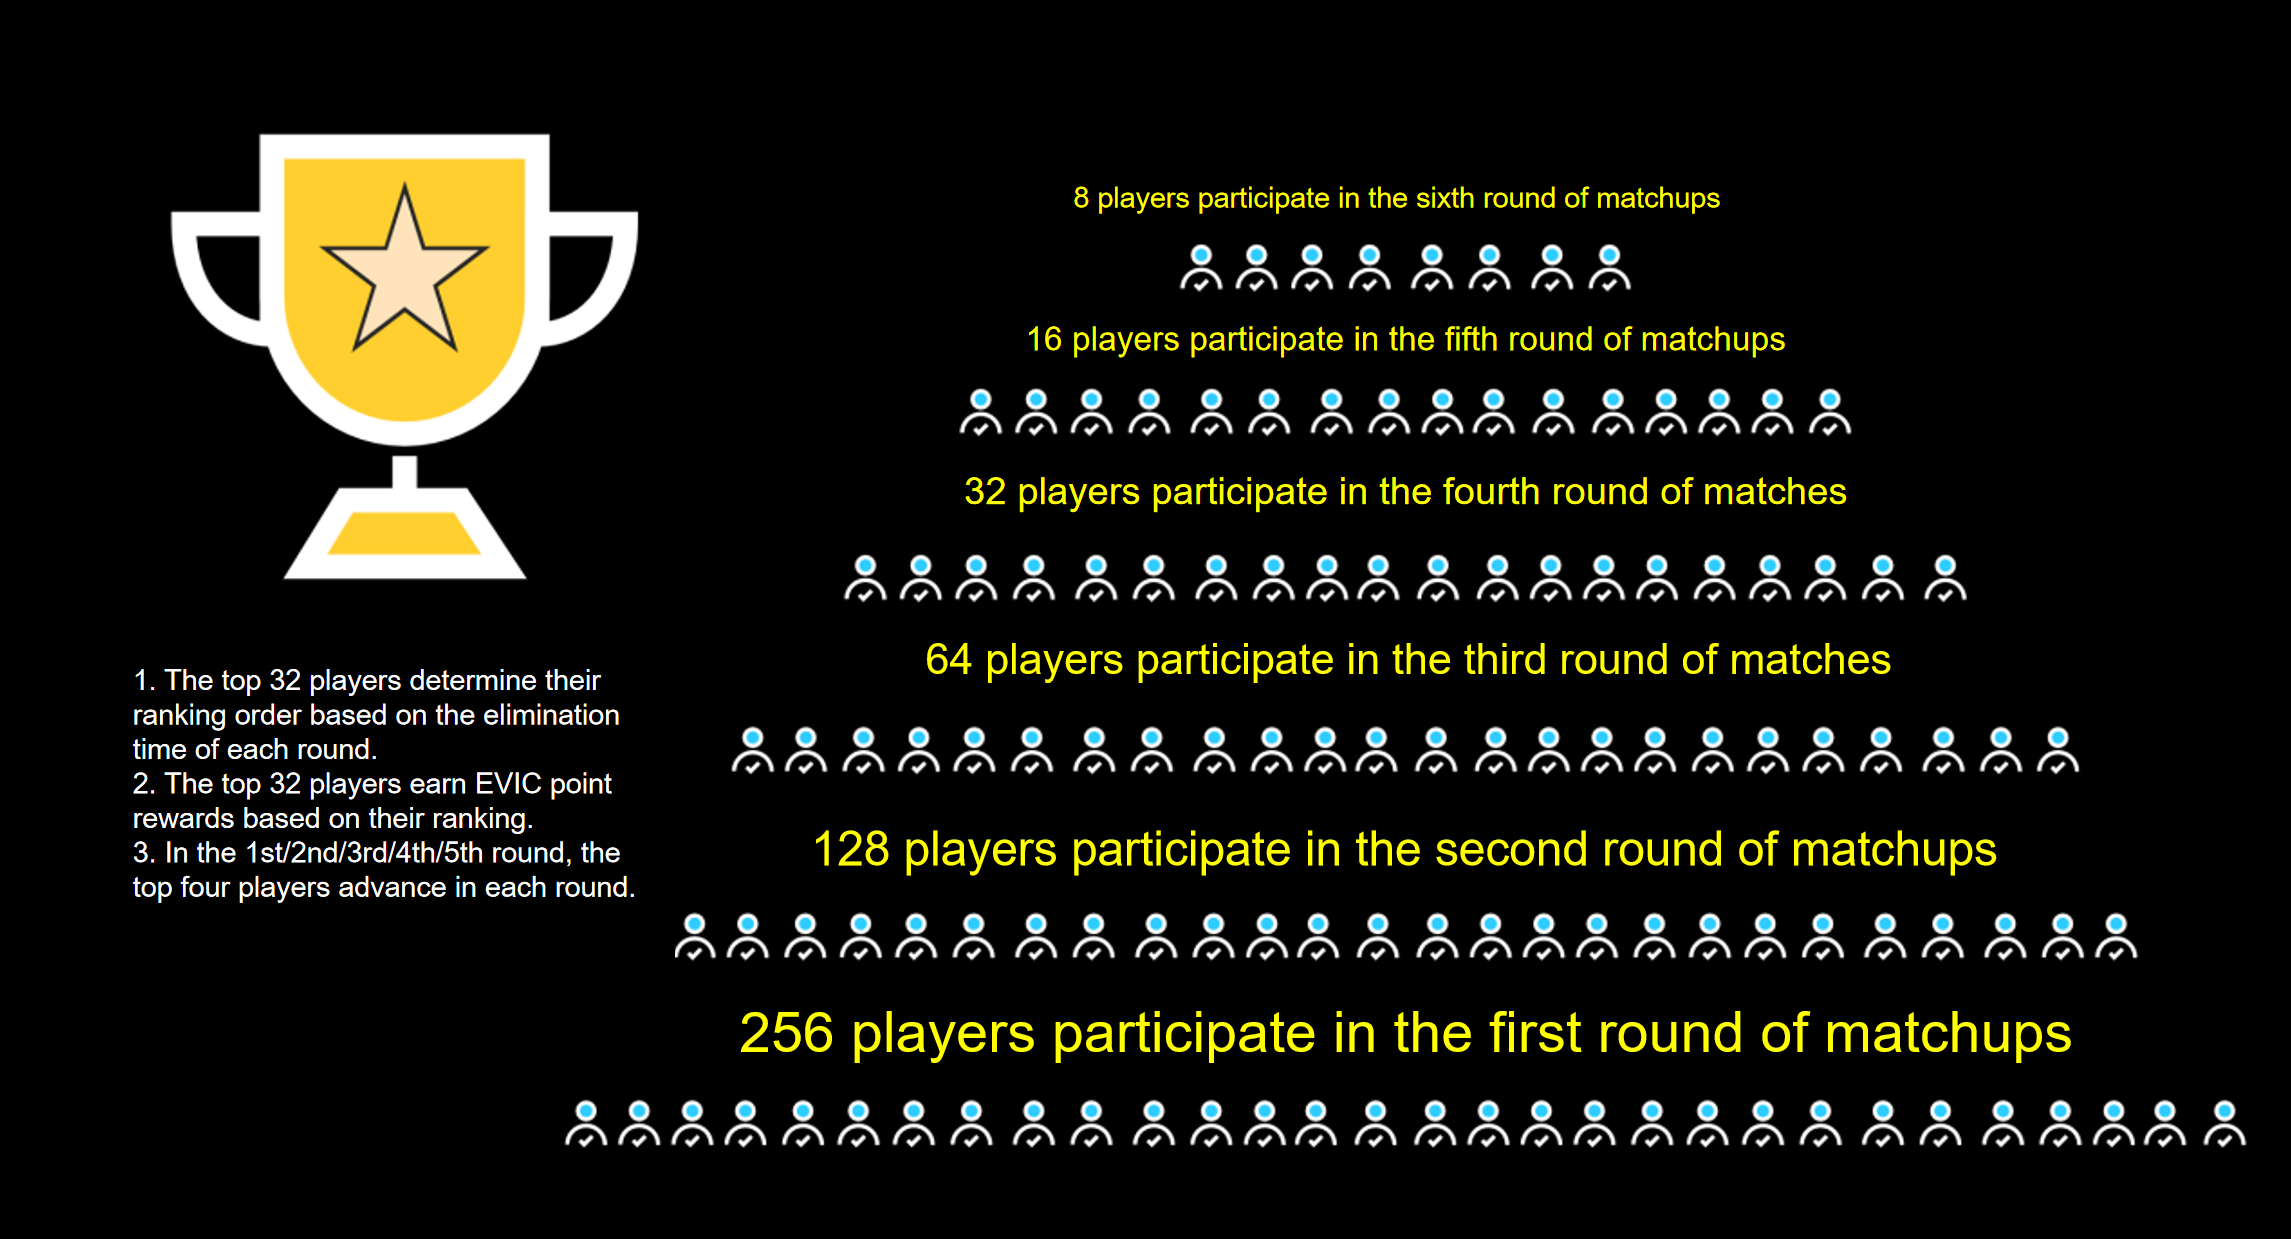 8 players participate in the sixth round of matchups
16 players participate in the fifth round of matchups
32 players participate in the fourth round of matches
64 players participate in the third round of matches
128 players participate in the second round of matchups
256 players participate in the first round of matchups
1. The top 32 players determine their
ranking order based on the elimination
time of each round.
2. The top 32 players earn EVIC point
rewards based on their ranking.
3. In the 1st/2nd/3rd/4th/5th round, the
top four players advance in each round.